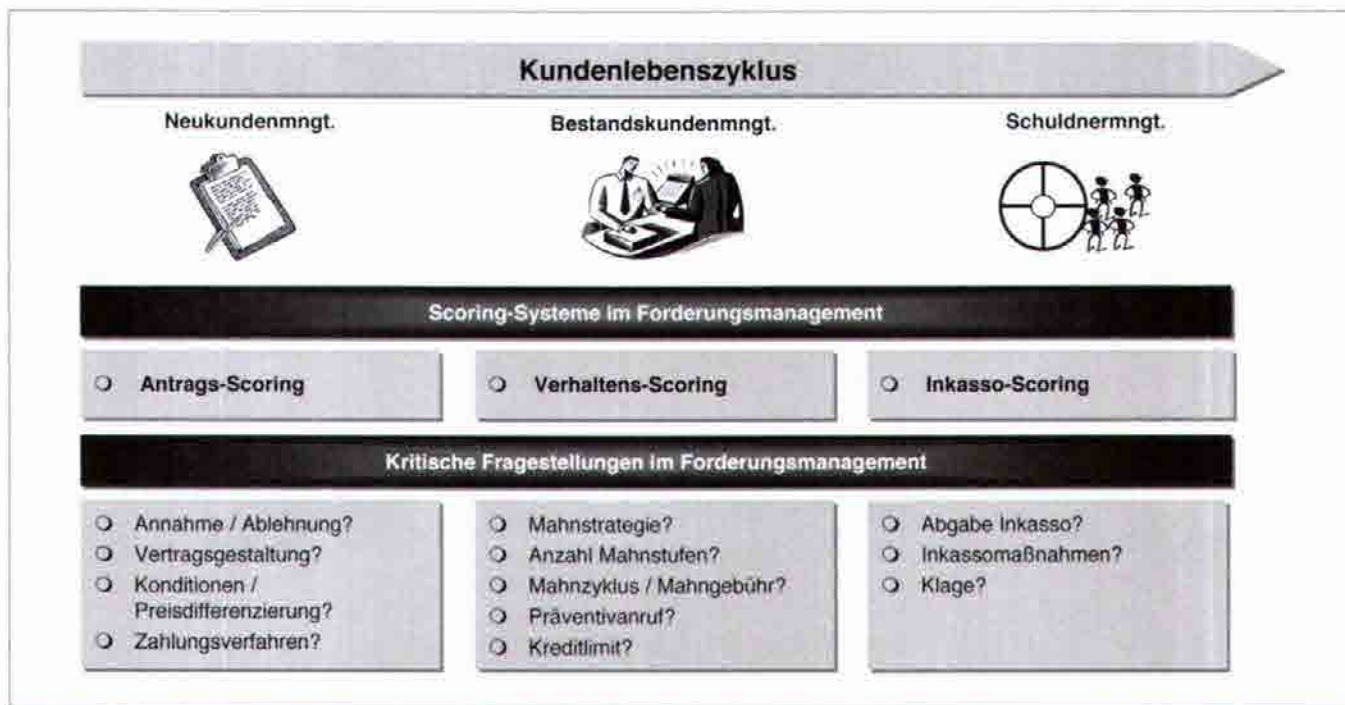 Kundenlebenszyklus
Neukundenmngt.
Bestandskundenmngt.
Schuldnermngt.
Scoring-Systeme im Forderungsmanagement
Antrags-Scoring
Verhaltens-Scoring
Inkasso-Scoring
Kritische Fragestellungen im Forderungsmanagement
Annahme / Ablehnung?
Vertragsgestaltung?
Konditionen /
Preisdifferenzierung?
Zahlungsverfahren?
Mahnstrategie?
Anzahl Mahnstufen?
Mahnzyklus / Mahngebühr?
Präventivanruf?
Kreditlimit?
Abgabe Inkasso?
Inkassomaßnahmen?
Klage?